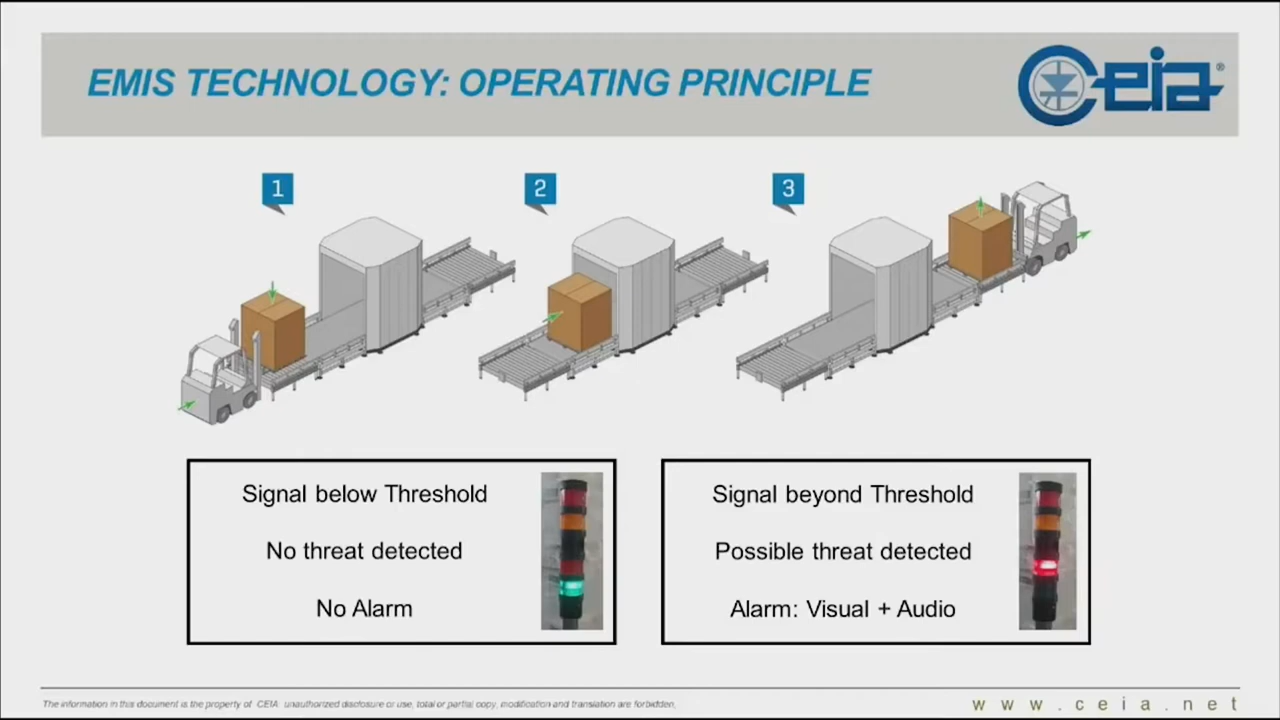 EMIS TECHNOLOGY: OPERATING PRINCIPLE
Ceia®
1
2
3
Signal below Threshold
No threat detected
No Alarm
Signal beyond Threshold
Possible threat detected
Alarm: Visual + Audio
The information in this document is the property of CEIA unauthorized disclosure or use, total or partial copy, modification and translation are forbidden.
www.ceia.net